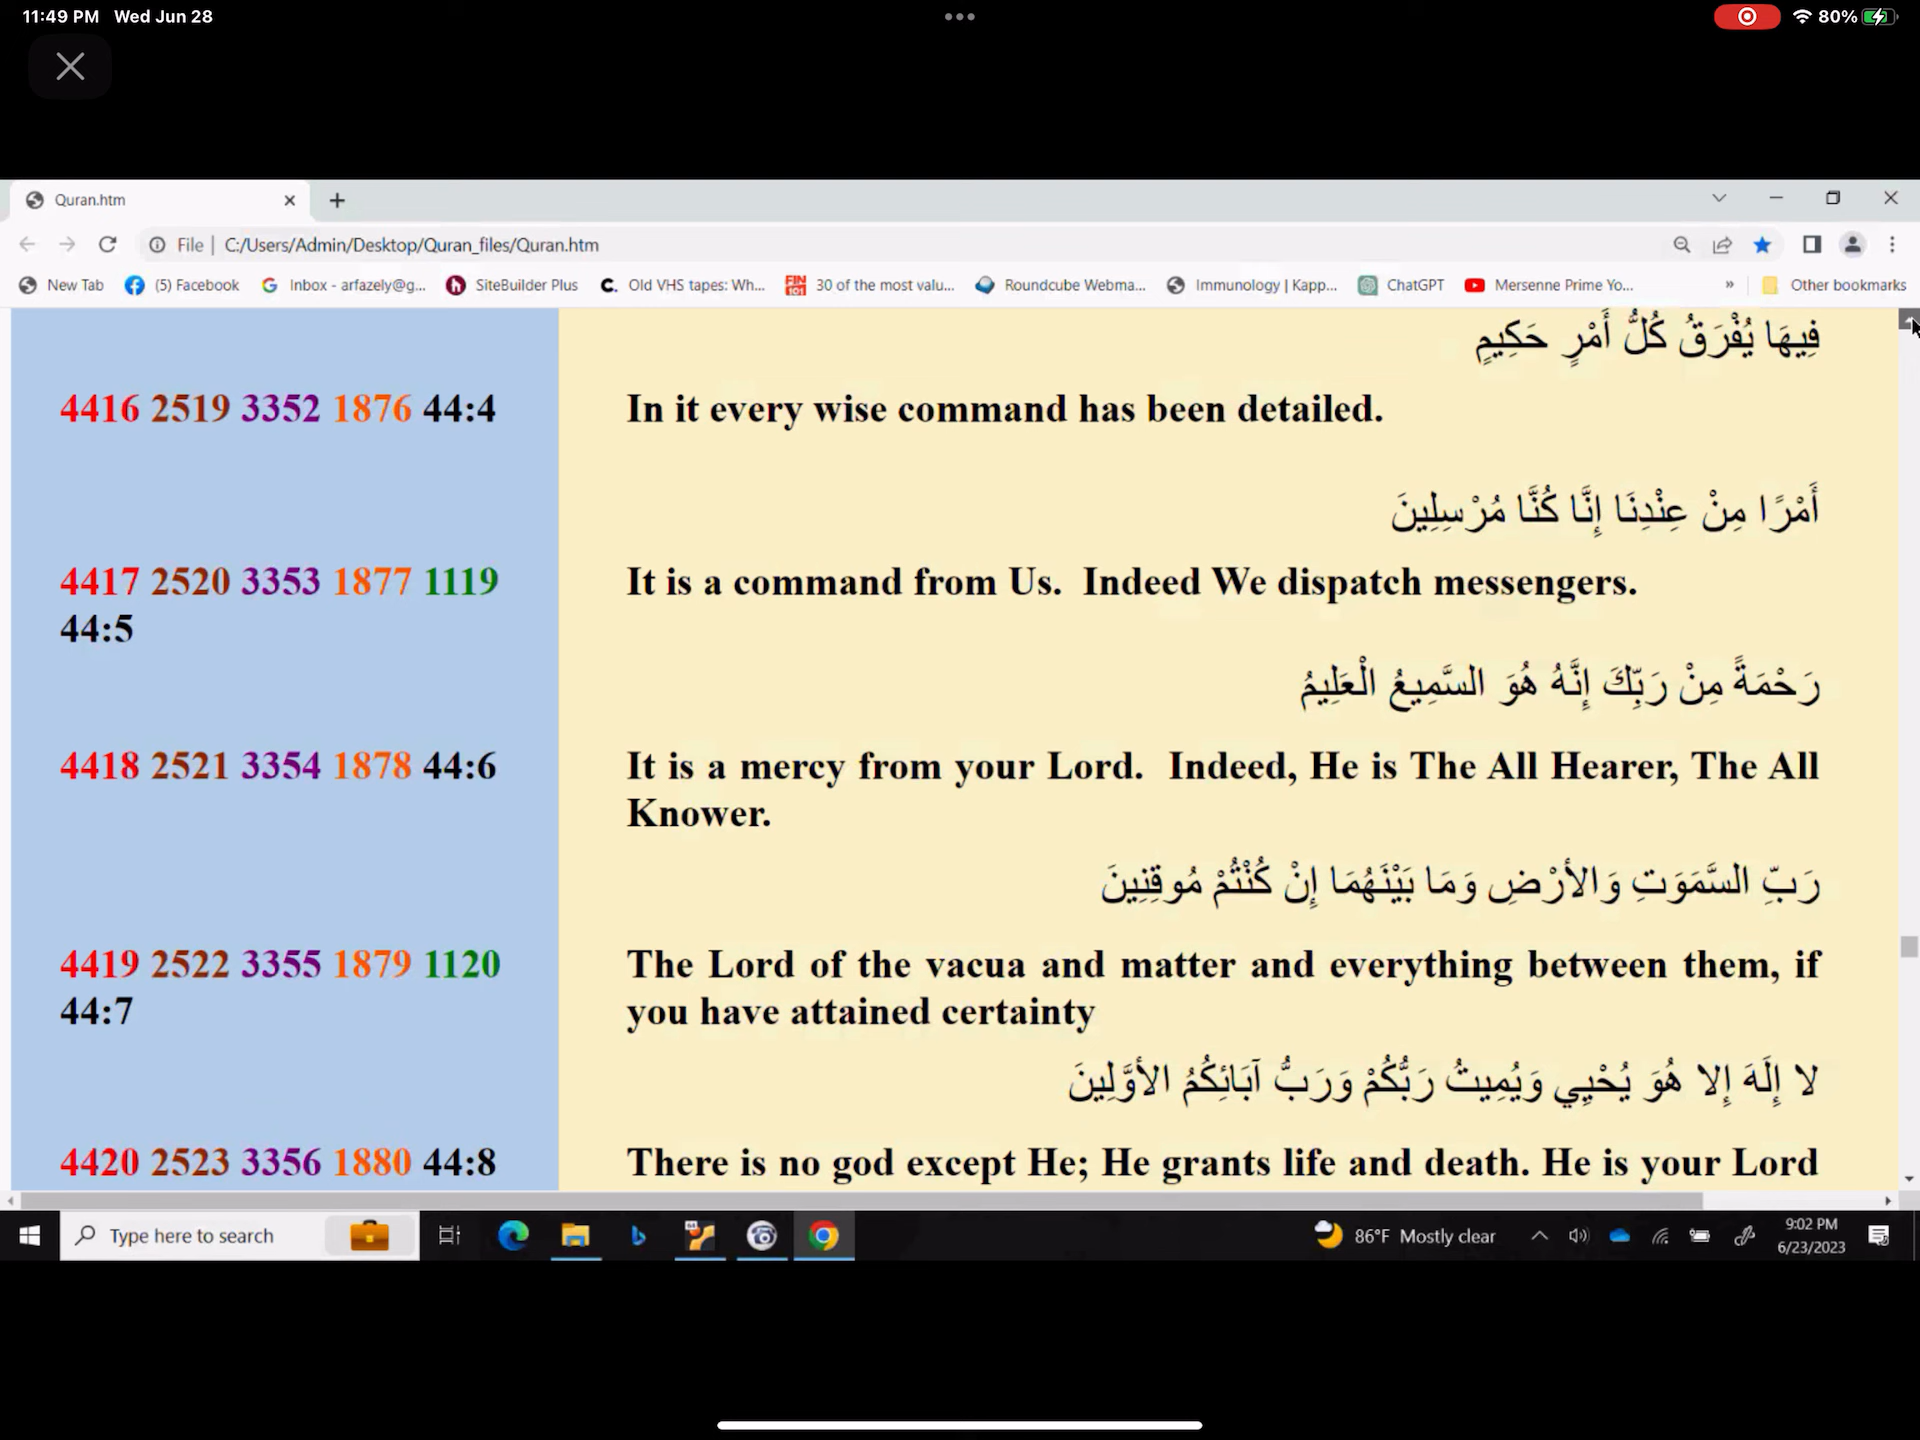 11:49 PM Wed Jun 28
80%
Quran.htm
File | C:/Users/Admin/Desktop/Quran_files/Quran.htm
New Tab (5) Facebook Inbox - arfazely@g... SiteBuilder Plus Old VHS tapes: Wh... FIN 101 30 of the most valu... Roundcube Webma... Immunology | Kapp... ChatGPT Mersenne Prime Yo... » Other bookmarks
فِيهَا يُفْرَقُ كُلُّ أَمْرٍ حَكِيمٍ
4416 2519 3352 1876 44:4 In it every wise command has been detailed.
أَمْرًا مِنْ عِنْدِنَا إِنَّا كُنَّا مُرْسِلِينَ
4417 2520 3353 1877 1119 It is a command from Us. Indeed We dispatch messengers.
44:5
رَحْمَةً مِنْ رَبِّكَ إِنَّهُ هُوَ السَّمِيعُ الْعَلِيمُ
4418 2521 3354 1878 44:6 It is a mercy from your Lord. Indeed, He is The All Hearer, The All
Knower.
رَبِّ السَّمَوَتِ وَالأرْضِ وَمَا بَيْنَهُمَا إِنْ كُنْتُمْ مُوقِنِينَ
4419 2522 3355 1879 1120 The Lord of the vacua and matter and everything between them, if
44:7 you have attained certainty
لا إِلَهَ إِلا هُوَ يُحْيِي وَيُمِيتُ رَبُّكُمْ وَرَبُّ آبَائِكُمُ الأوَّلِينَ
4420 2523 3356 1880 44:8 There is no god except He; He grants life and death. He is your Lord
Type here to search 86°F Mostly clear 9:02 PM
6/23/2023